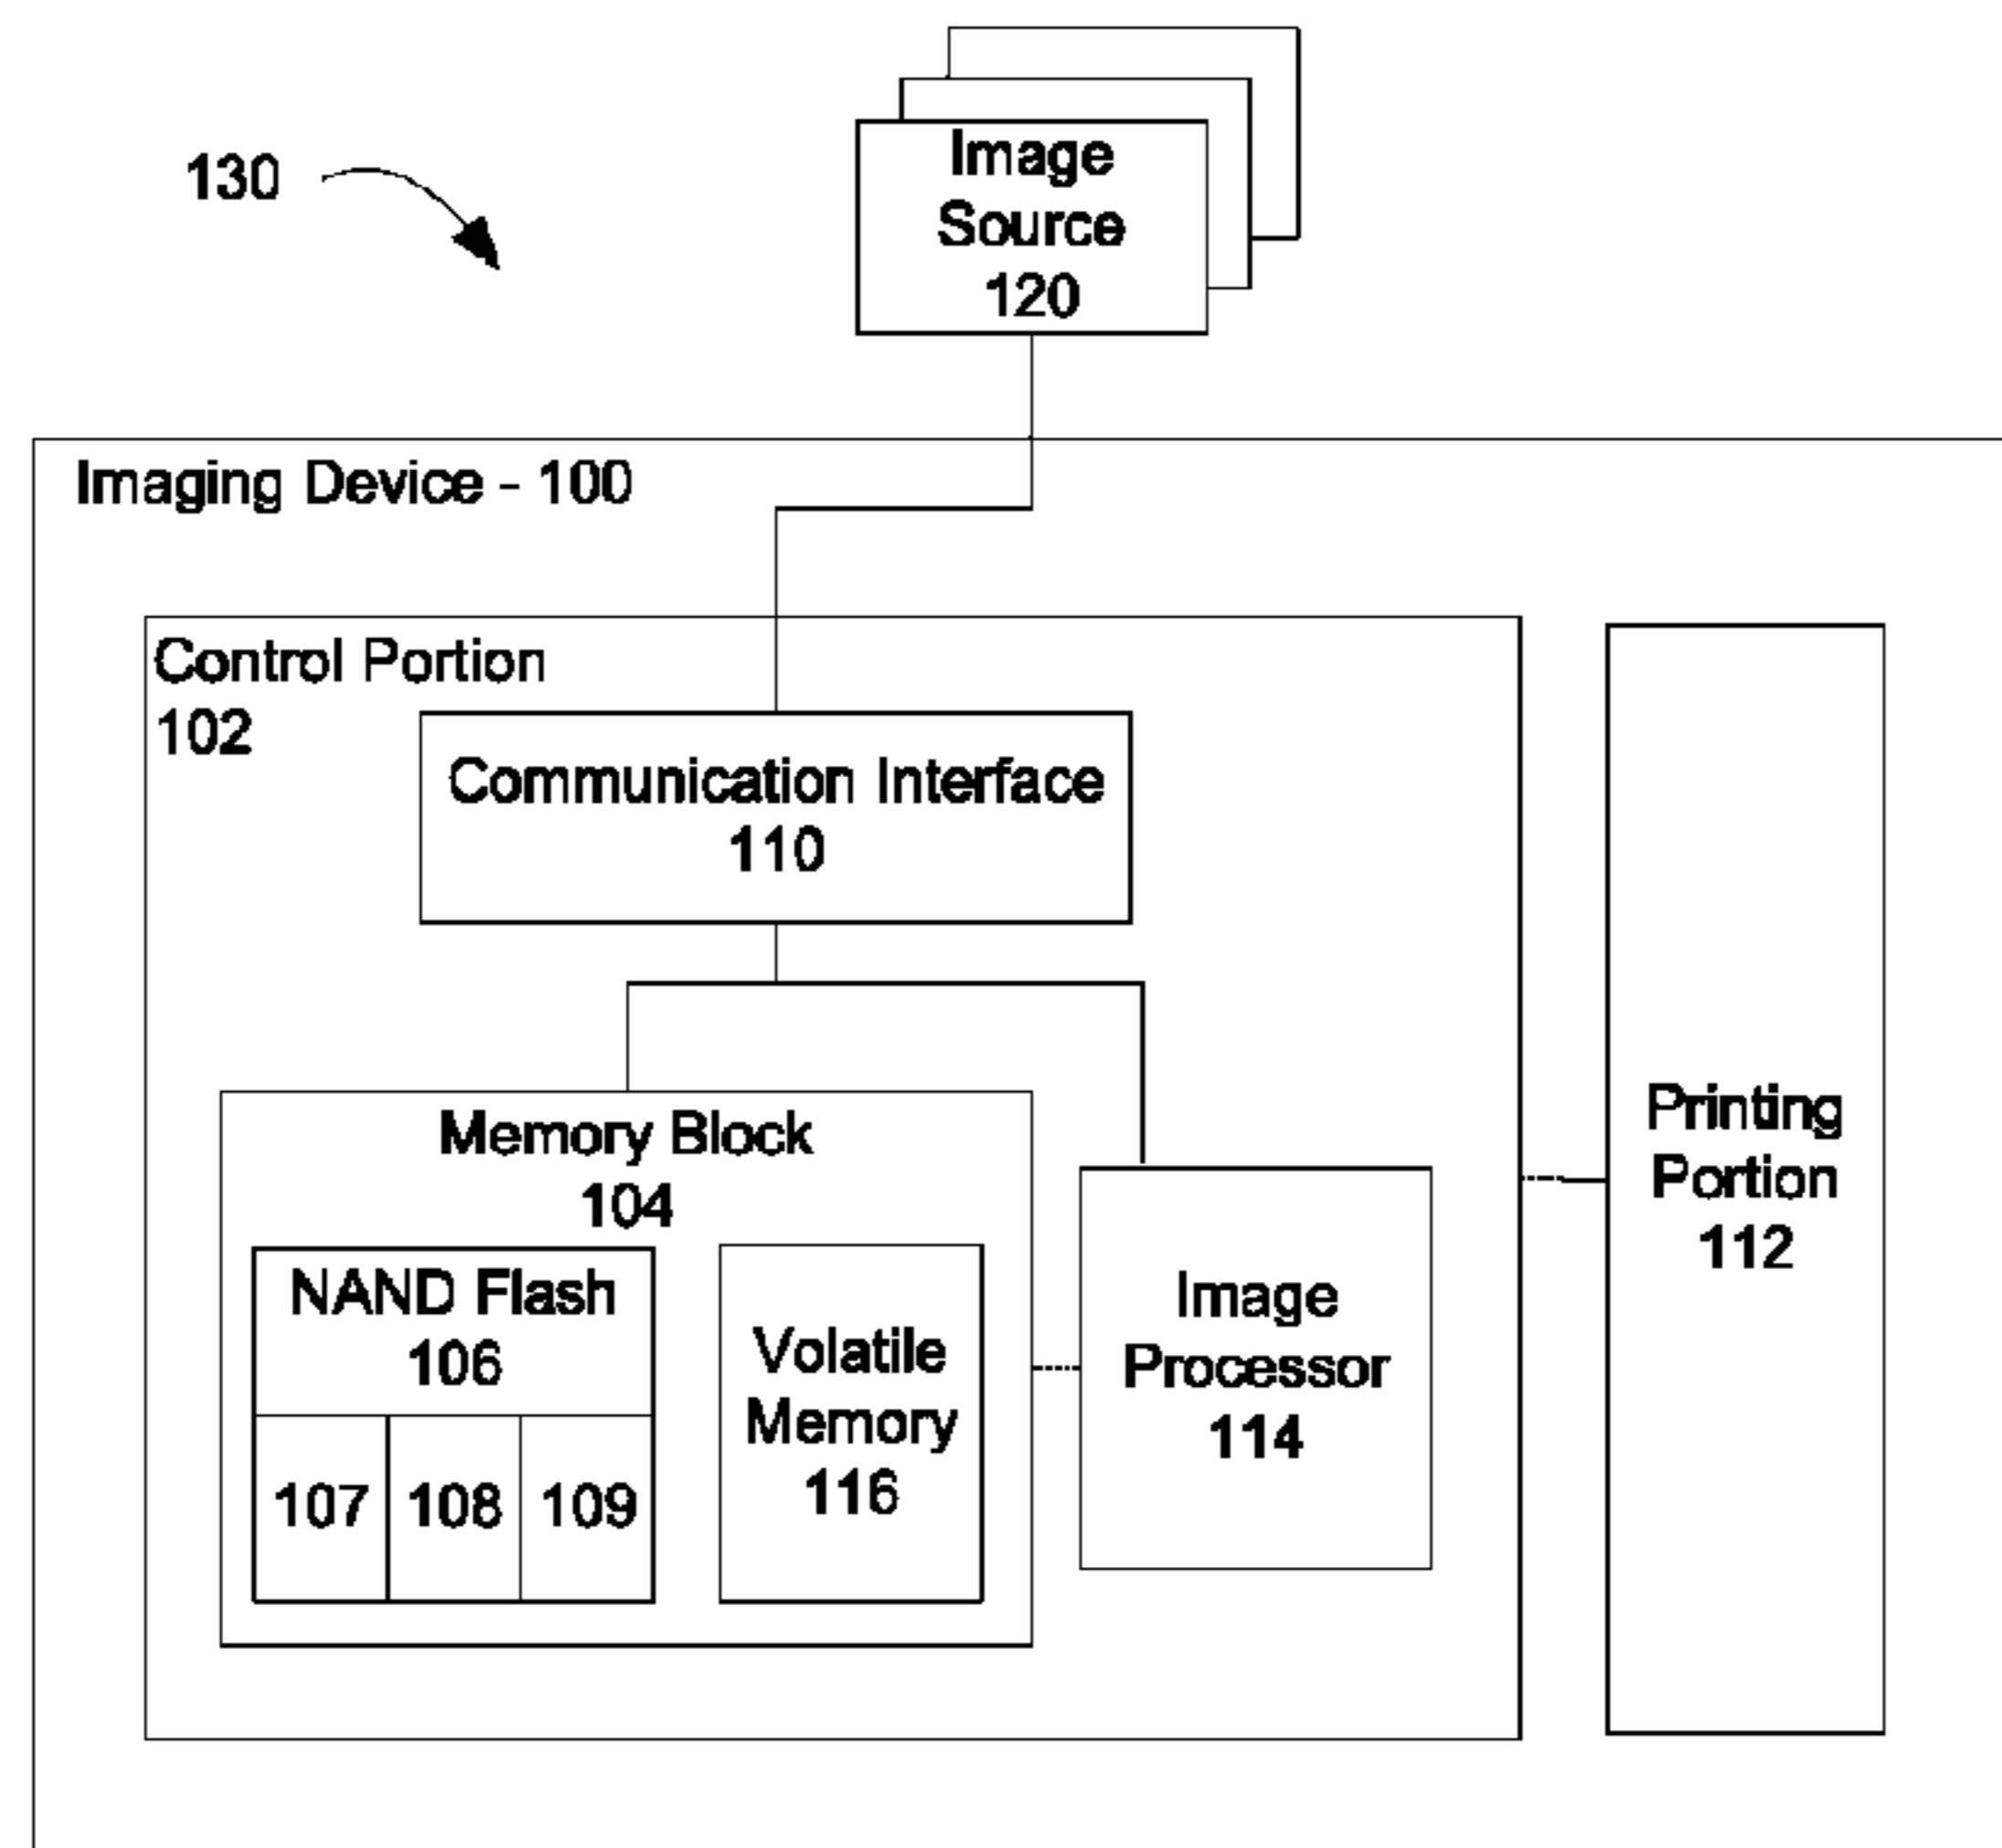 130
Image
Source
120
Imaging Device - 100
Control Portion
102
Communication Interface
110
Memory Block
104
NAND Flash
106
107 108 109
Volatile
Memory
116
Image
Processor
114
Printing
Portion
112